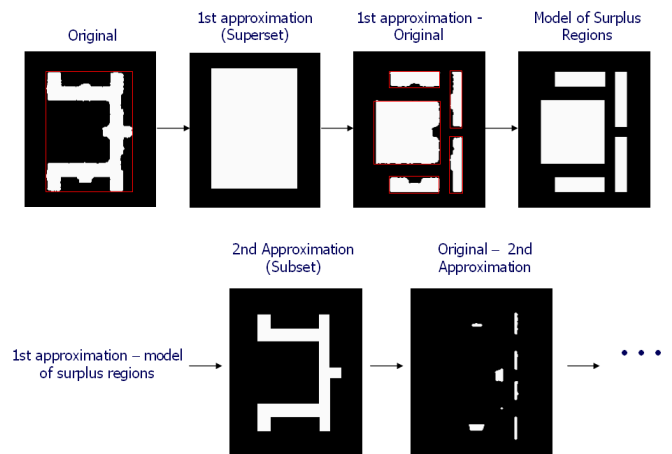 Original
1st approximation
(Superset)
1st approximation -
Original
Model of Surplus
Regions
2nd Approximation
(Subset)
Original – 2nd
Approximation
1st approximation – model
of surplus regions
• • •